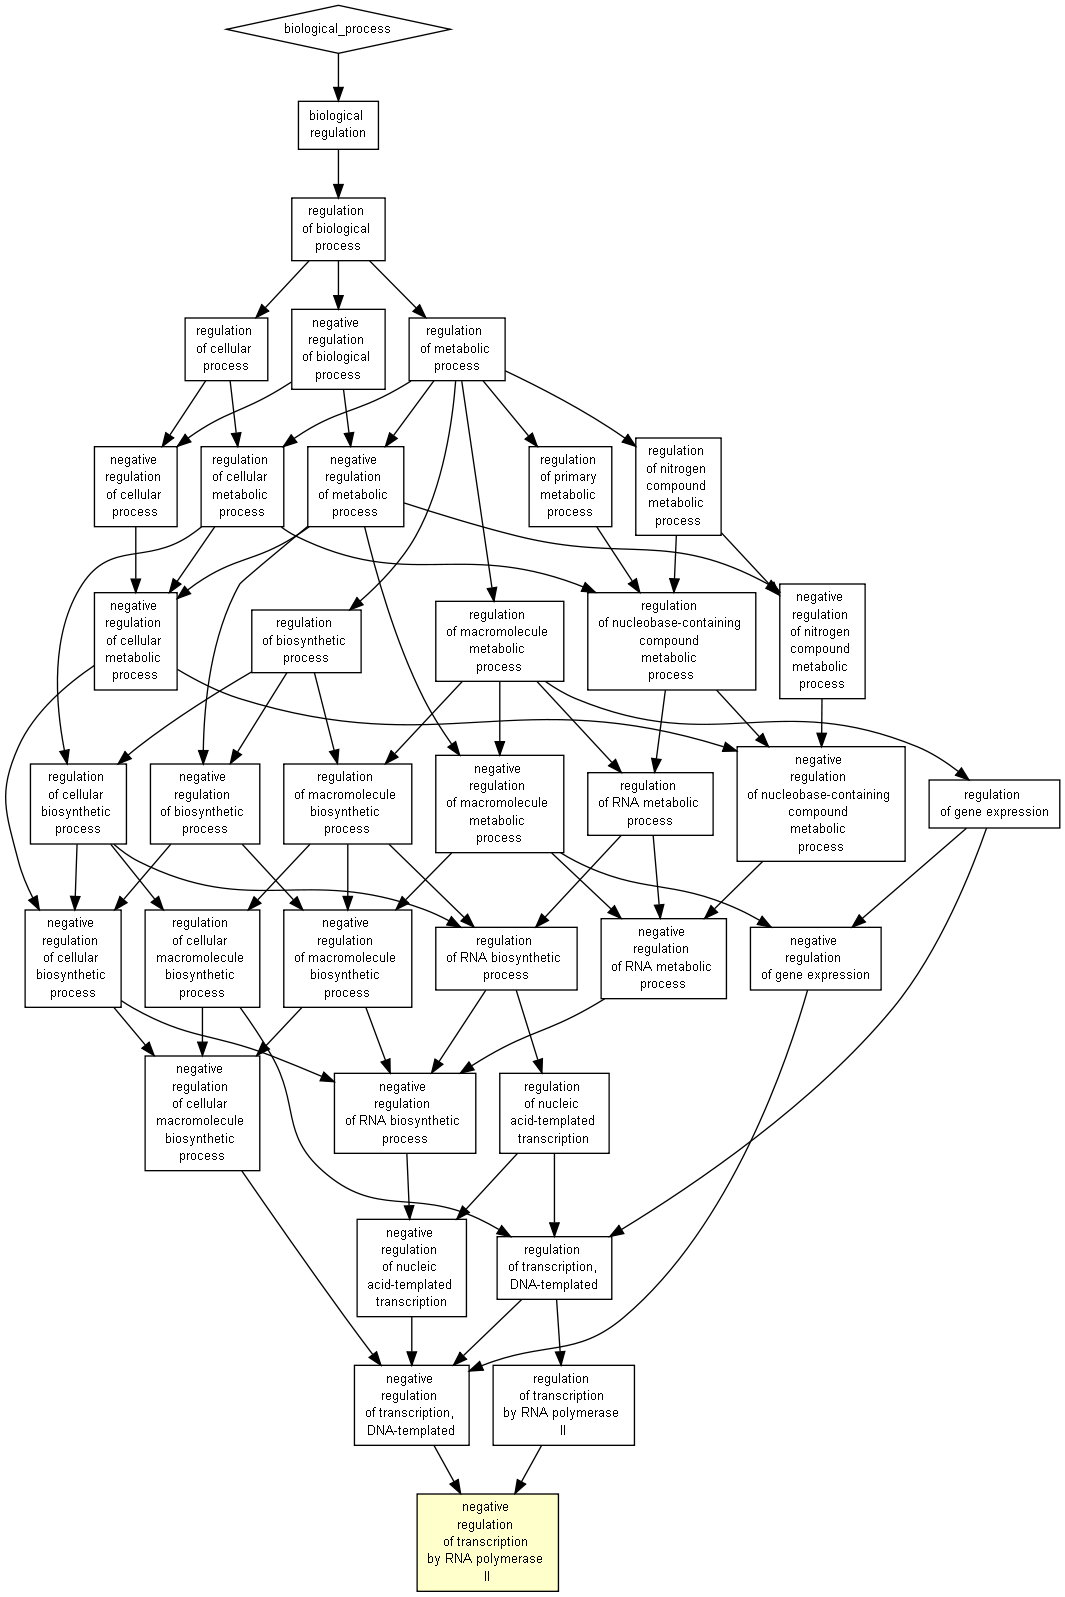 biological_process
biological
regulation
regulation
of biological
process
regulation
of cellular
process
negative
regulation
of biological
process
regulation
of metabolic
process
negative
regulation
of cellular
process
regulation
of cellular
metabolic
process
negative
regulation
of metabolic
process
regulation
of primary
metabolic
process
regulation
of nitrogen
compound
metabolic
process
negative
regulation
of cellular
metabolic
process
regulation
of biosynthetic
process
regulation
of macromolecule
metabolic
process
regulation
of nucleobase-containing
compound
metabolic
process
negative
regulation
of nitrogen
compound
metabolic
process
regulation
of cellular
biosynthetic
process
negative
regulation
of biosynthetic
process
regulation
of macromolecule
biosynthetic
process
negative
regulation
of macromolecule
metabolic
process
regulation
of RNA metabolic
process
negative
regulation
of nucleobase-containing
compound
metabolic
process
regulation
of gene expression
negative
regulation
of cellular
biosynthetic
process
regulation
of cellular
macromolecule
biosynthetic
process
negative
regulation
of macromolecule
biosynthetic
process
regulation
of RNA biosynthetic
process
negative
regulation
of RNA metabolic
process
negative
regulation
of gene expression
negative
regulation
of cellular
macromolecule
biosynthetic
process
negative
regulation
of RNA biosynthetic
process
regulation
of nucleic
acid-templated
transcription
negative
regulation
of nucleic
acid-templated
transcription
regulation
of transcription,
DNA-templated
negative
regulation
of transcription,
DNA-templated
regulation
of transcription
by RNA polymerase
II
negative
regulation
of transcription
by RNA polymerase
II